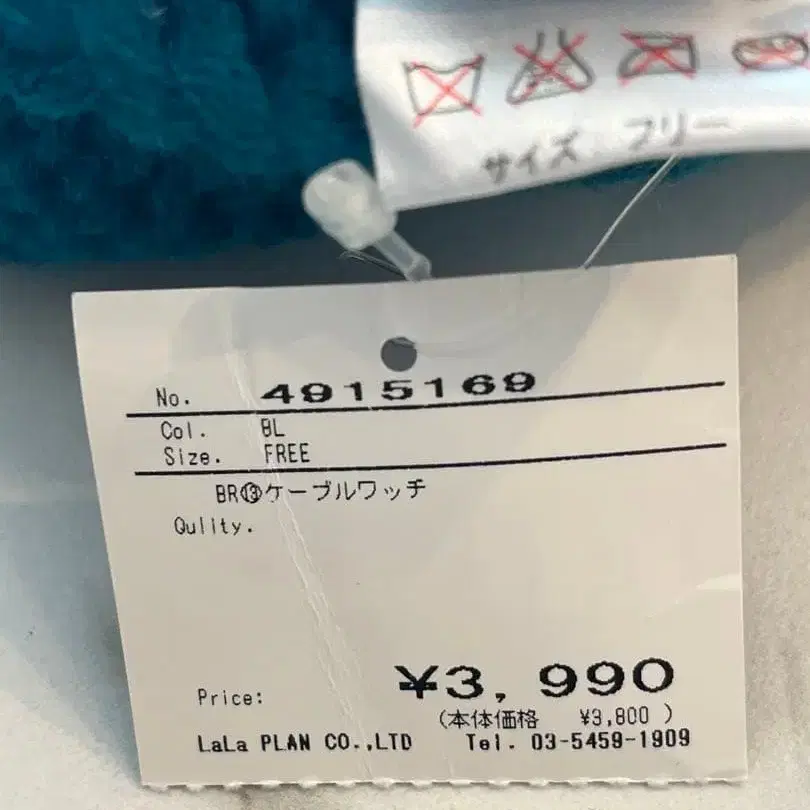 サイズ フリー
No. 4915169
Col. BL
Size. FREE
BR⑬ケーブルワッチ
Qulity.
Price: ¥3,990
(本体価格 ¥3,800 )
LaLa PLAN CO.,LTD Tel. 03-5459-1909